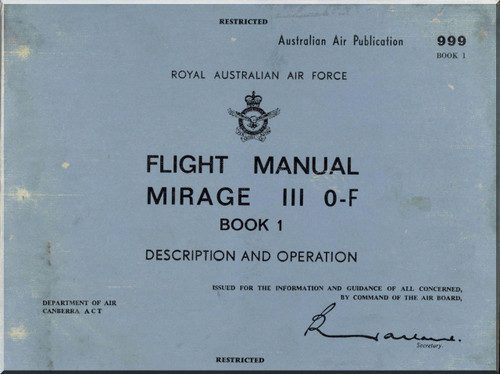 RESTRICTED
Australian Air Publication 999
BOOK 1
ROYAL AUSTRALIAN AIR FORCE
FLIGHT MANUAL
MIRAGE III O-F
BOOK 1
DESCRIPTION AND OPERATION
ISSUED FOR THE INFORMATION AND GUIDANCE OF ALL CONCERNED,
BY COMMAND OF THE AIR BOARD,
DEPARTMENT OF AIR
CANBERRA A C T
Secretary
RESTRICTED